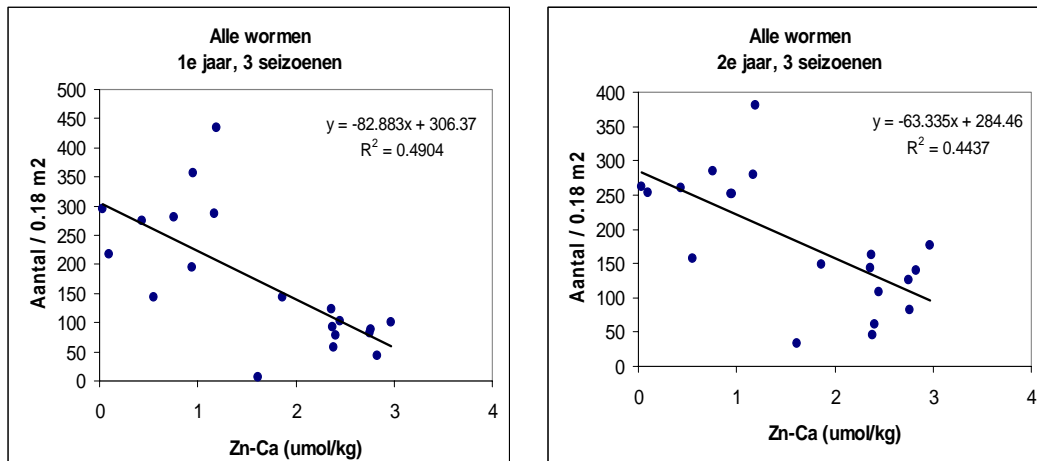 Alle wormen
1e jaar, 3 seizoenen
500
450
400
350
300
250
200
150
100
50
0
y = -82.883x + 306.37
R² = 0.4904
Aantal / 0.18 m2
0 1 2 3 4
Zn-Ca (umol/kg)
Alle wormen
2e jaar, 3 seizoenen
400
350
300
250
200
150
100
50
0
y = -63.335x + 284.46
R² = 0.4437
Aantal / 0.18 m2
0 1 2 3 4
Zn-Ca (umol/kg)